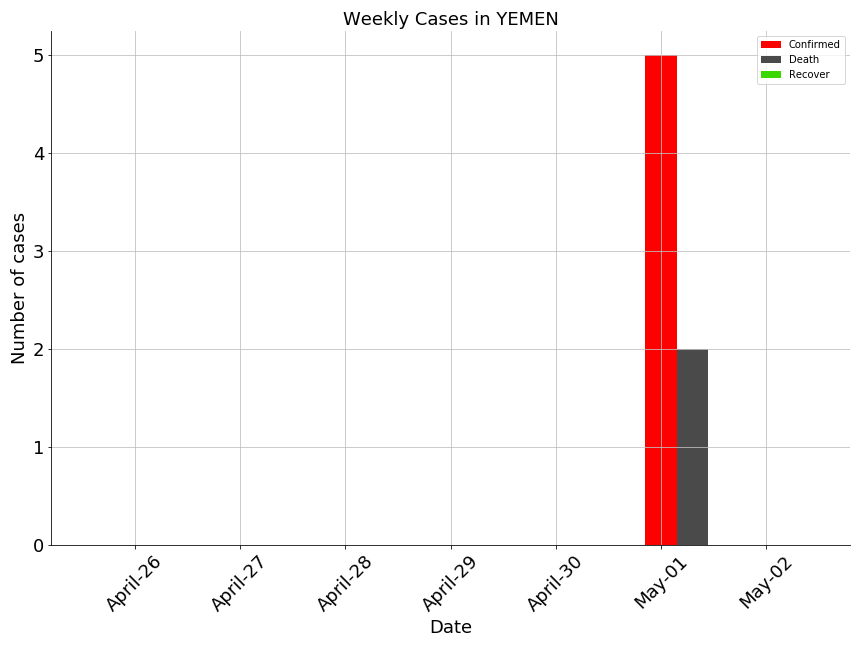 Weekly Cases in YEMEN
Confirmed
Death
Recover
5
4
3
2
1
0
Number of cases
April-26
April-27
April-28
April-29
April-30
May-01
May-02
Date